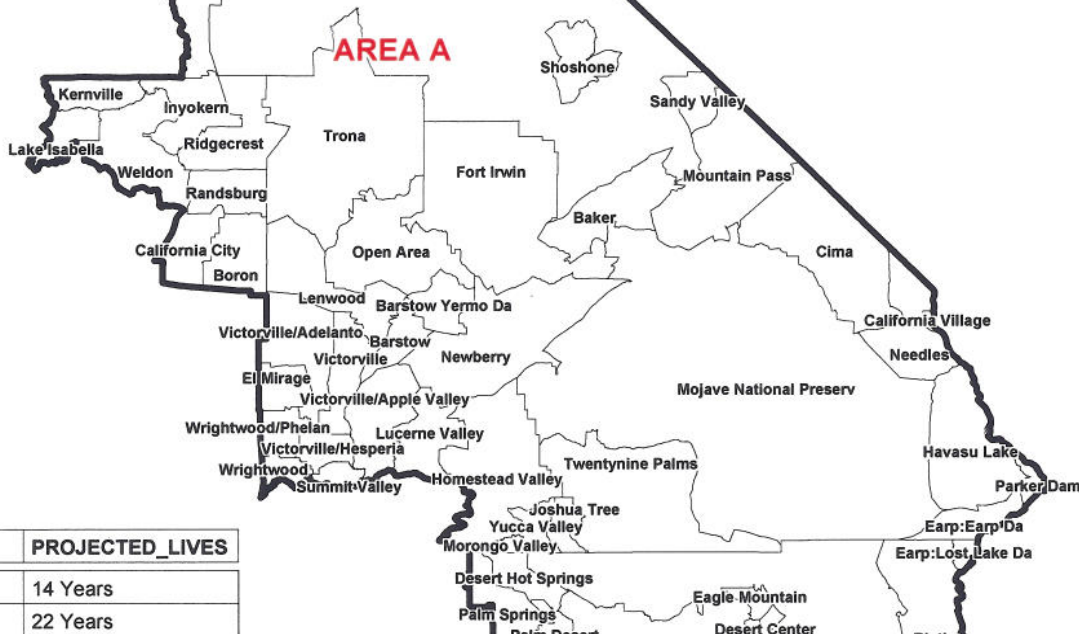 AREA A
Shoshone
Kernville
Inyokern
Sandy Valley
Trona
Ridgecrest
Lake Isabella
Weldon
Fort Irwin
Mountain Pass
Randsburg
Baker
California City
Open Area
Cima
Boron
Lenwood
Barstow Yermo Da
California Village
Victorville/Adelanto
Barstow
Victorville
Newberry
Needles
El Mirage
Mojave National Preserv
Victorville/Apple Valley
Wrightwood/Phelan
Lucerne Valley
Victorville/Hesperia
Havasu Lake
Wrightwood
Twentynine Palms
Summit Valley
Homestead Valley
Parker Dam
Joshua Tree
Yucca Valley
Earp:Earp Da
Morongo Valley
Earp:Lost Lake Da
PROJECTED_LIVES
Desert Hot Springs
14 Years
Eagle Mountain
Palm Springs
22 Years
Desert Center
Palm Desert